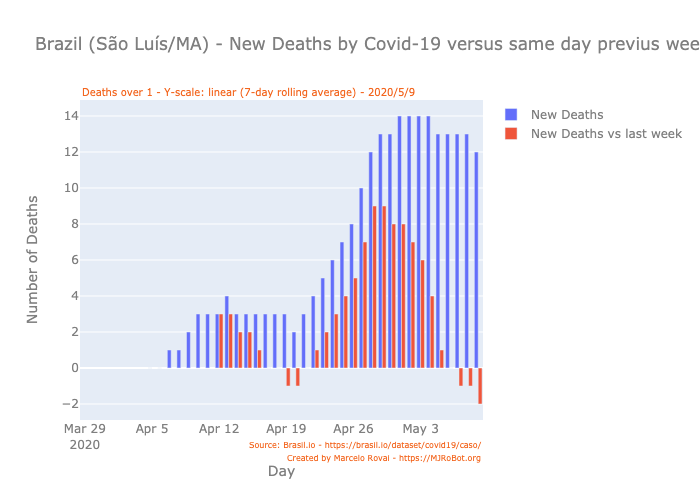 Brazil (São Luís/MA) - New Deaths by Covid-19 versus same day previus wee
Deaths over 1 - Y-scale: linear (7-day rolling average) - 2020/5/9
New Deaths
New Deaths vs last week
Number of Deaths
14
12
10
8
6
4
2
0
−2
Mar 29
2020
Apr 5
Apr 12
Apr 19
Apr 26
May 3
Source: Brasil.io - https://brasil.io/dataset/covid19/caso/
Created by Marcelo Rovai - https://MJRoBot.org
Day